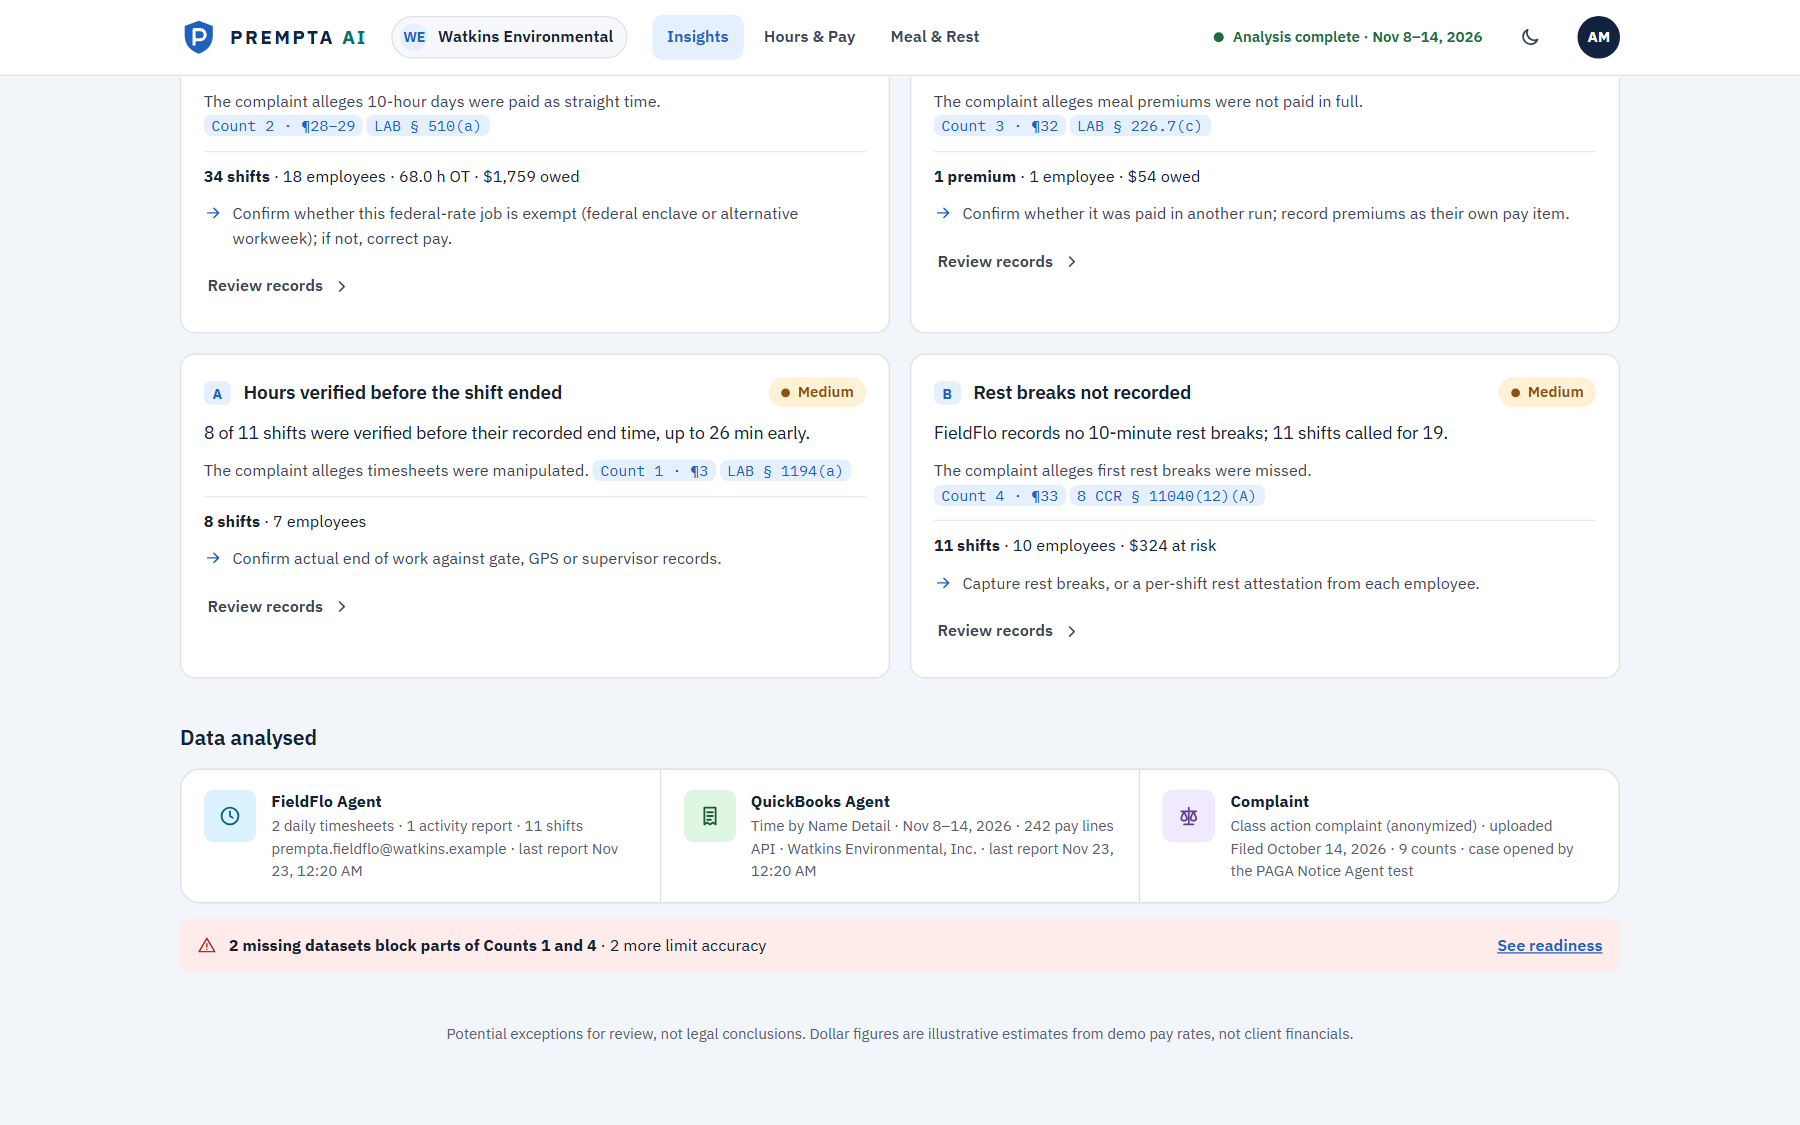 PREMPTA AI
WE Watkins Environmental
Insights
Hours & Pay
Meal & Rest
Analysis complete · Nov 8–14, 2026
AM
The complaint alleges 10-hour days were paid as straight time.
Count 2 · ¶28–29 LAB § 510(a)
34 shifts · 18 employees · 68.0 h OT · $1,759 owed
→ Confirm whether this federal-rate job is exempt (federal enclave or alternative
workweek); if not, correct pay.
Review records
The complaint alleges meal premiums were not paid in full.
Count 3 · ¶32 LAB § 226.7(c)
1 premium · 1 employee · $54 owed
→ Confirm whether it was paid in another run; record premiums as their own pay item.
Review records
A Hours verified before the shift ended
Medium
8 of 11 shifts were verified before their recorded end time, up to 26 min early.
The complaint alleges timesheets were manipulated. Count 1 · ¶3 LAB § 1194(a)
8 shifts · 7 employees
→ Confirm actual end of work against gate, GPS or supervisor records.
Review records
B Rest breaks not recorded
Medium
FieldFlo records no 10-minute rest breaks; 11 shifts called for 19.
The complaint alleges first rest breaks were missed.
Count 4 · ¶33 8 CCR § 11040(12)(A)
11 shifts · 10 employees · $324 at risk
→ Capture rest breaks, or a per-shift rest attestation from each employee.
Review records
Data analysed
FieldFlo Agent
2 daily timesheets · 1 activity report · 11 shifts
prempta.fieldflo@watkins.example · last report Nov
23, 12:20 AM
QuickBooks Agent
Time by Name Detail · Nov 8–14, 2026 · 242 pay lines
API · Watkins Environmental, Inc. · last report Nov 23,
12:20 AM
Complaint
Class action complaint (anonymized) · uploaded
Filed October 14, 2026 · 9 counts · case opened by
the PAGA Notice Agent test
2 missing datasets block parts of Counts 1 and 4 · 2 more limit accuracy
See readiness
Potential exceptions for review, not legal conclusions. Dollar figures are illustrative estimates from demo pay rates, not client financials.